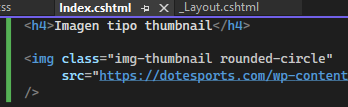 ss
Index.cshtml
_Layout.cshtml
<h4>Imagen tipo thumbnail</h4>
<img class="img-thumbnail rounded-circle"
src="https://dotesports.com/wp-content
/>